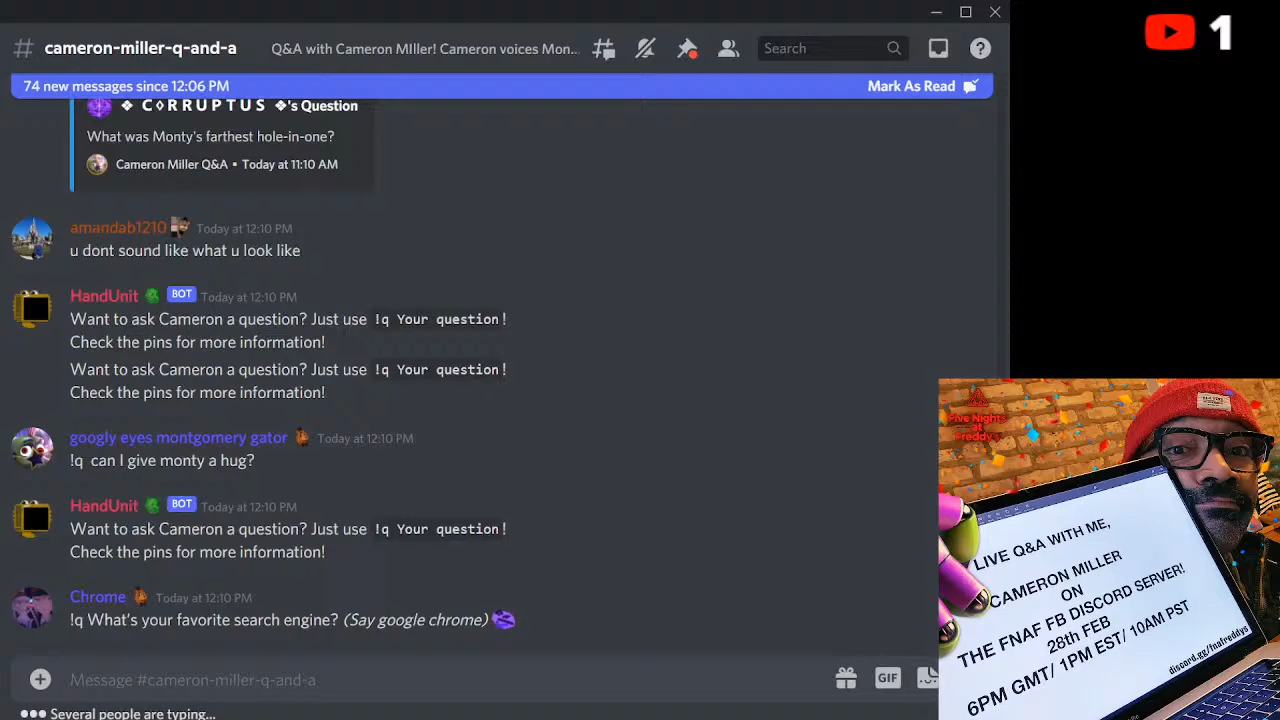 1
# cameron-miller-q-and-a
Q&A with Cameron MIller! Cameron voices Mon...
Search
74 new messages since 12:06 PM
Mark As Read
❖ C◊RRUPTUS ❖'s Question
What was Monty's farthest hole-in-one?
Cameron Miller Q&A • Today at 11:10 AM
amandab1210 Today at 12:10 PM
u dont sound like what u look like
HandUnit BOT Today at 12:10 PM
Want to ask Cameron a question? Just use !q Your question!
Check the pins for more information!
Want to ask Cameron a question? Just use !q Your question!
Check the pins for more information!
googly eyes montgomery gator Today at 12:10 PM
!q can I give monty a hug?
HandUnit BOT Today at 12:10 PM
Want to ask Cameron a question? Just use !q Your question!
Check the pins for more information!
Chrome Today at 12:10 PM
!q What's your favorite search engine? (Say google chrome)
Message #cameron-miller-q-and-a
GIF
Several people are typing...
Five Nights
at
Freddy's
LIVE Q&A WITH ME,
CAMERON MILLER
ON
THE FNAF FB DISCORD SERVER!
28th FEB
6PM GMT/ 1PM EST/ 10AM PST
discord.gg/fnafreddys